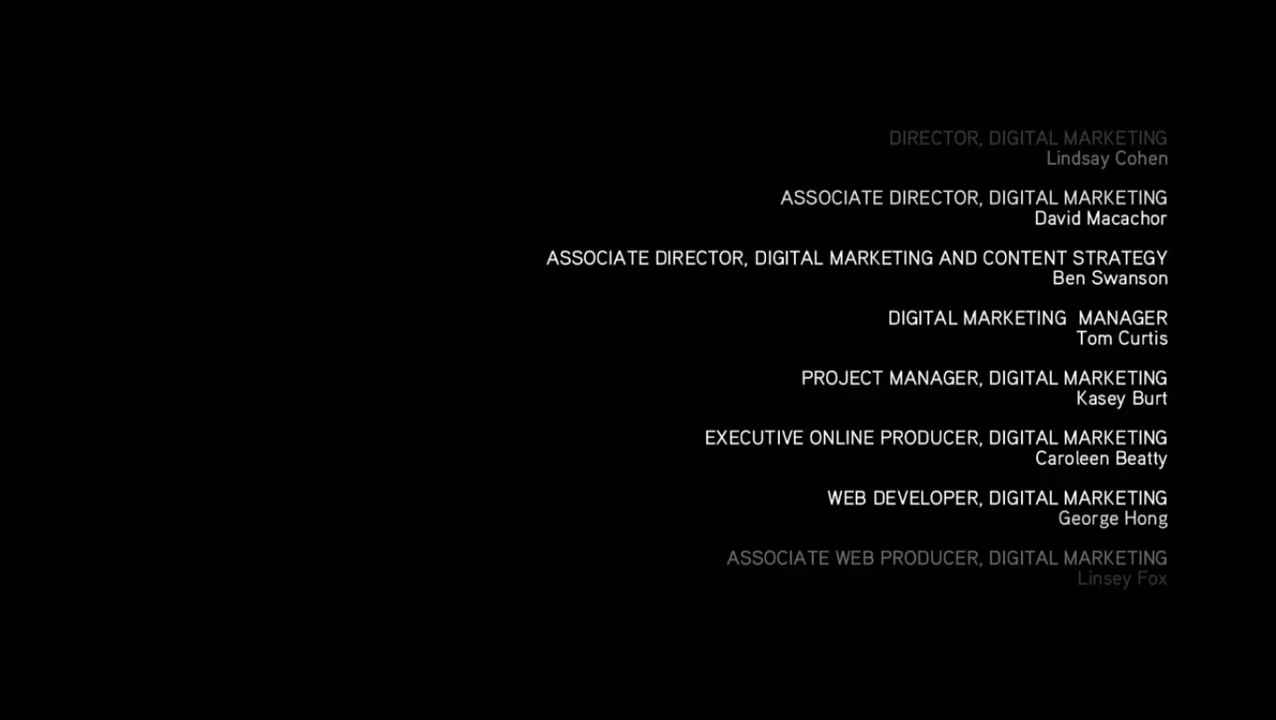 DIRECTOR, DIGITAL MARKETING
Lindsay Cohen
ASSOCIATE DIRECTOR, DIGITAL MARKETING
David Macachor
ASSOCIATE DIRECTOR, DIGITAL MARKETING AND CONTENT STRATEGY
Ben Swanson
DIGITAL MARKETING  MANAGER
Tom Curtis
PROJECT MANAGER, DIGITAL MARKETING
Kasey Burt
EXECUTIVE ONLINE PRODUCER, DIGITAL MARKETING
Caroleen Beatty
WEB DEVELOPER, DIGITAL MARKETING
George Hong
ASSOCIATE WEB PRODUCER, DIGITAL MARKETING
Linsey Fox